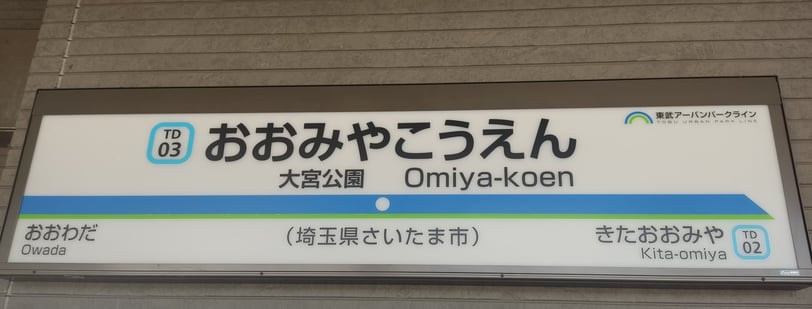 東武アーバンパークライン
TOBU URBAN PARK LINE
TD
03
おおみやこうえん
大宮公園 Omiya-koen
おおわだ
Owada
(埼玉県さいたま市)
きたおおみや
Kita-omiya
TD
02